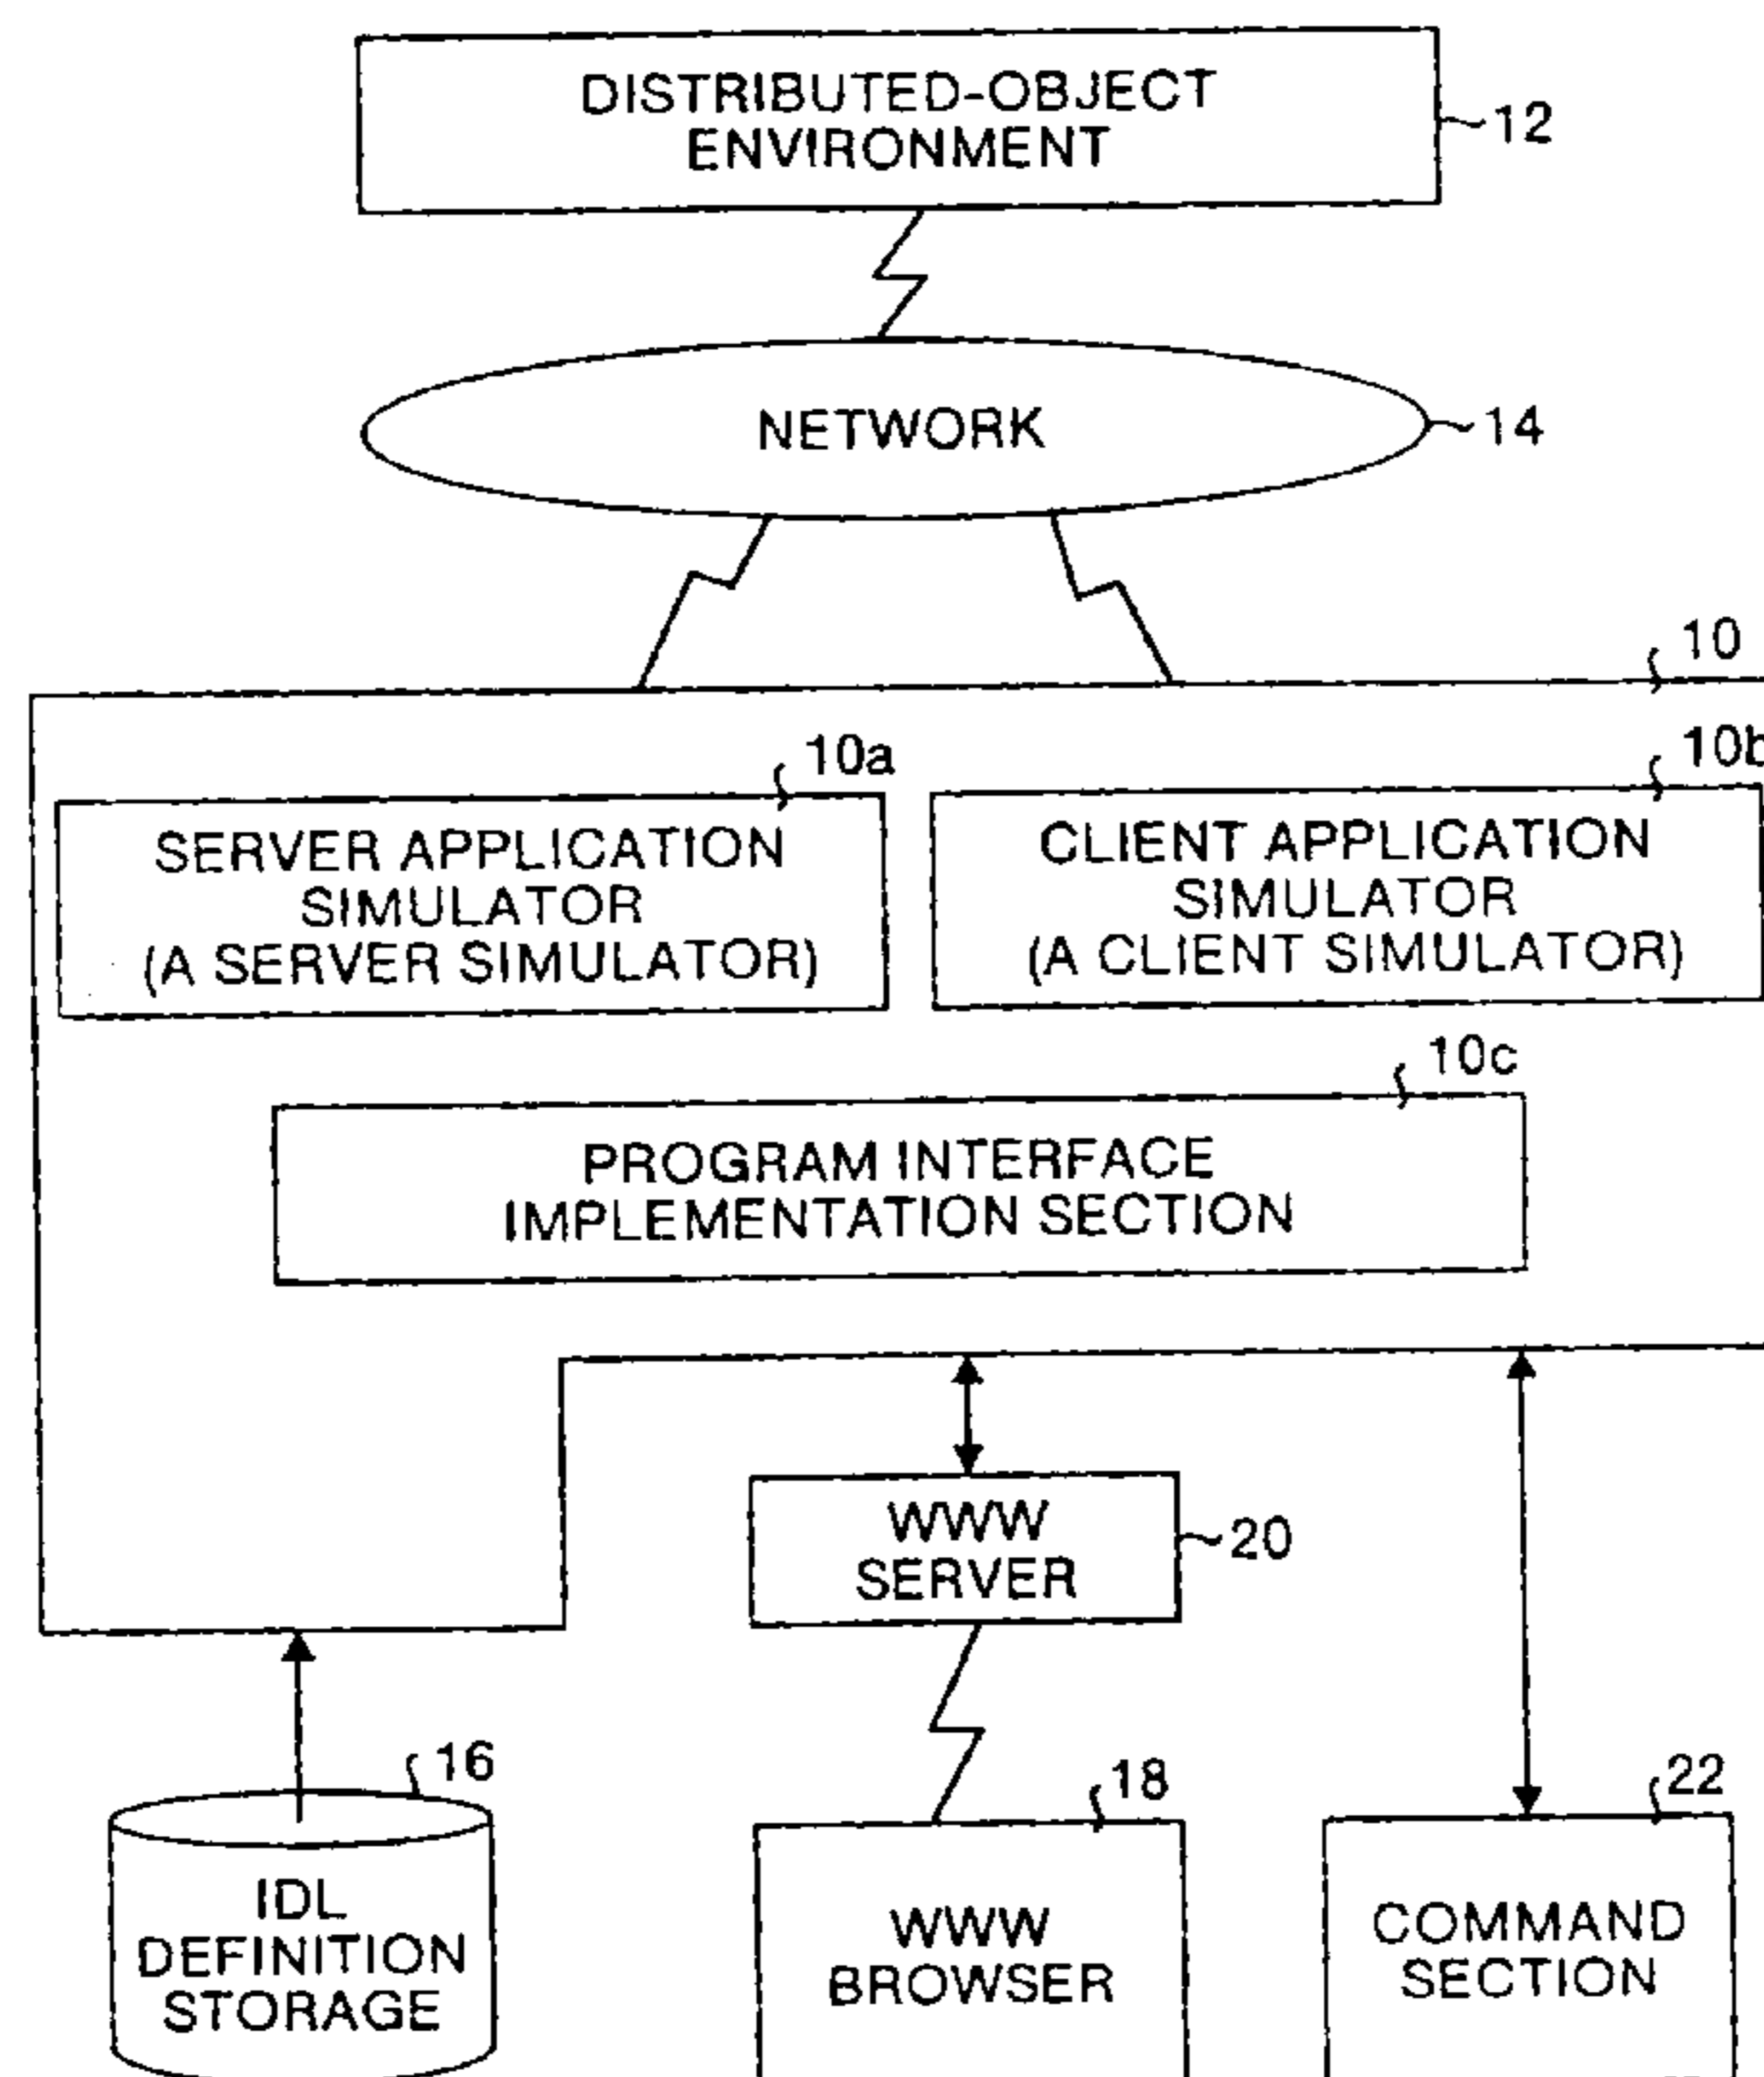 DISTRIBUTED-OBJECT
ENVIRONMENT
12
NETWORK
14
10
10a
10b
SERVER APPLICATION
SIMULATOR
(A SERVER SIMULATOR)
CLIENT APPLICATION
SIMULATOR
(A CLIENT SIMULATOR)
10c
PROGRAM INTERFACE
IMPLEMENTATION SECTION
WWW
SERVER
20
16
18
22
IDL
DEFINITION
STORAGE
WWW
BROWSER
COMMAND
SECTION